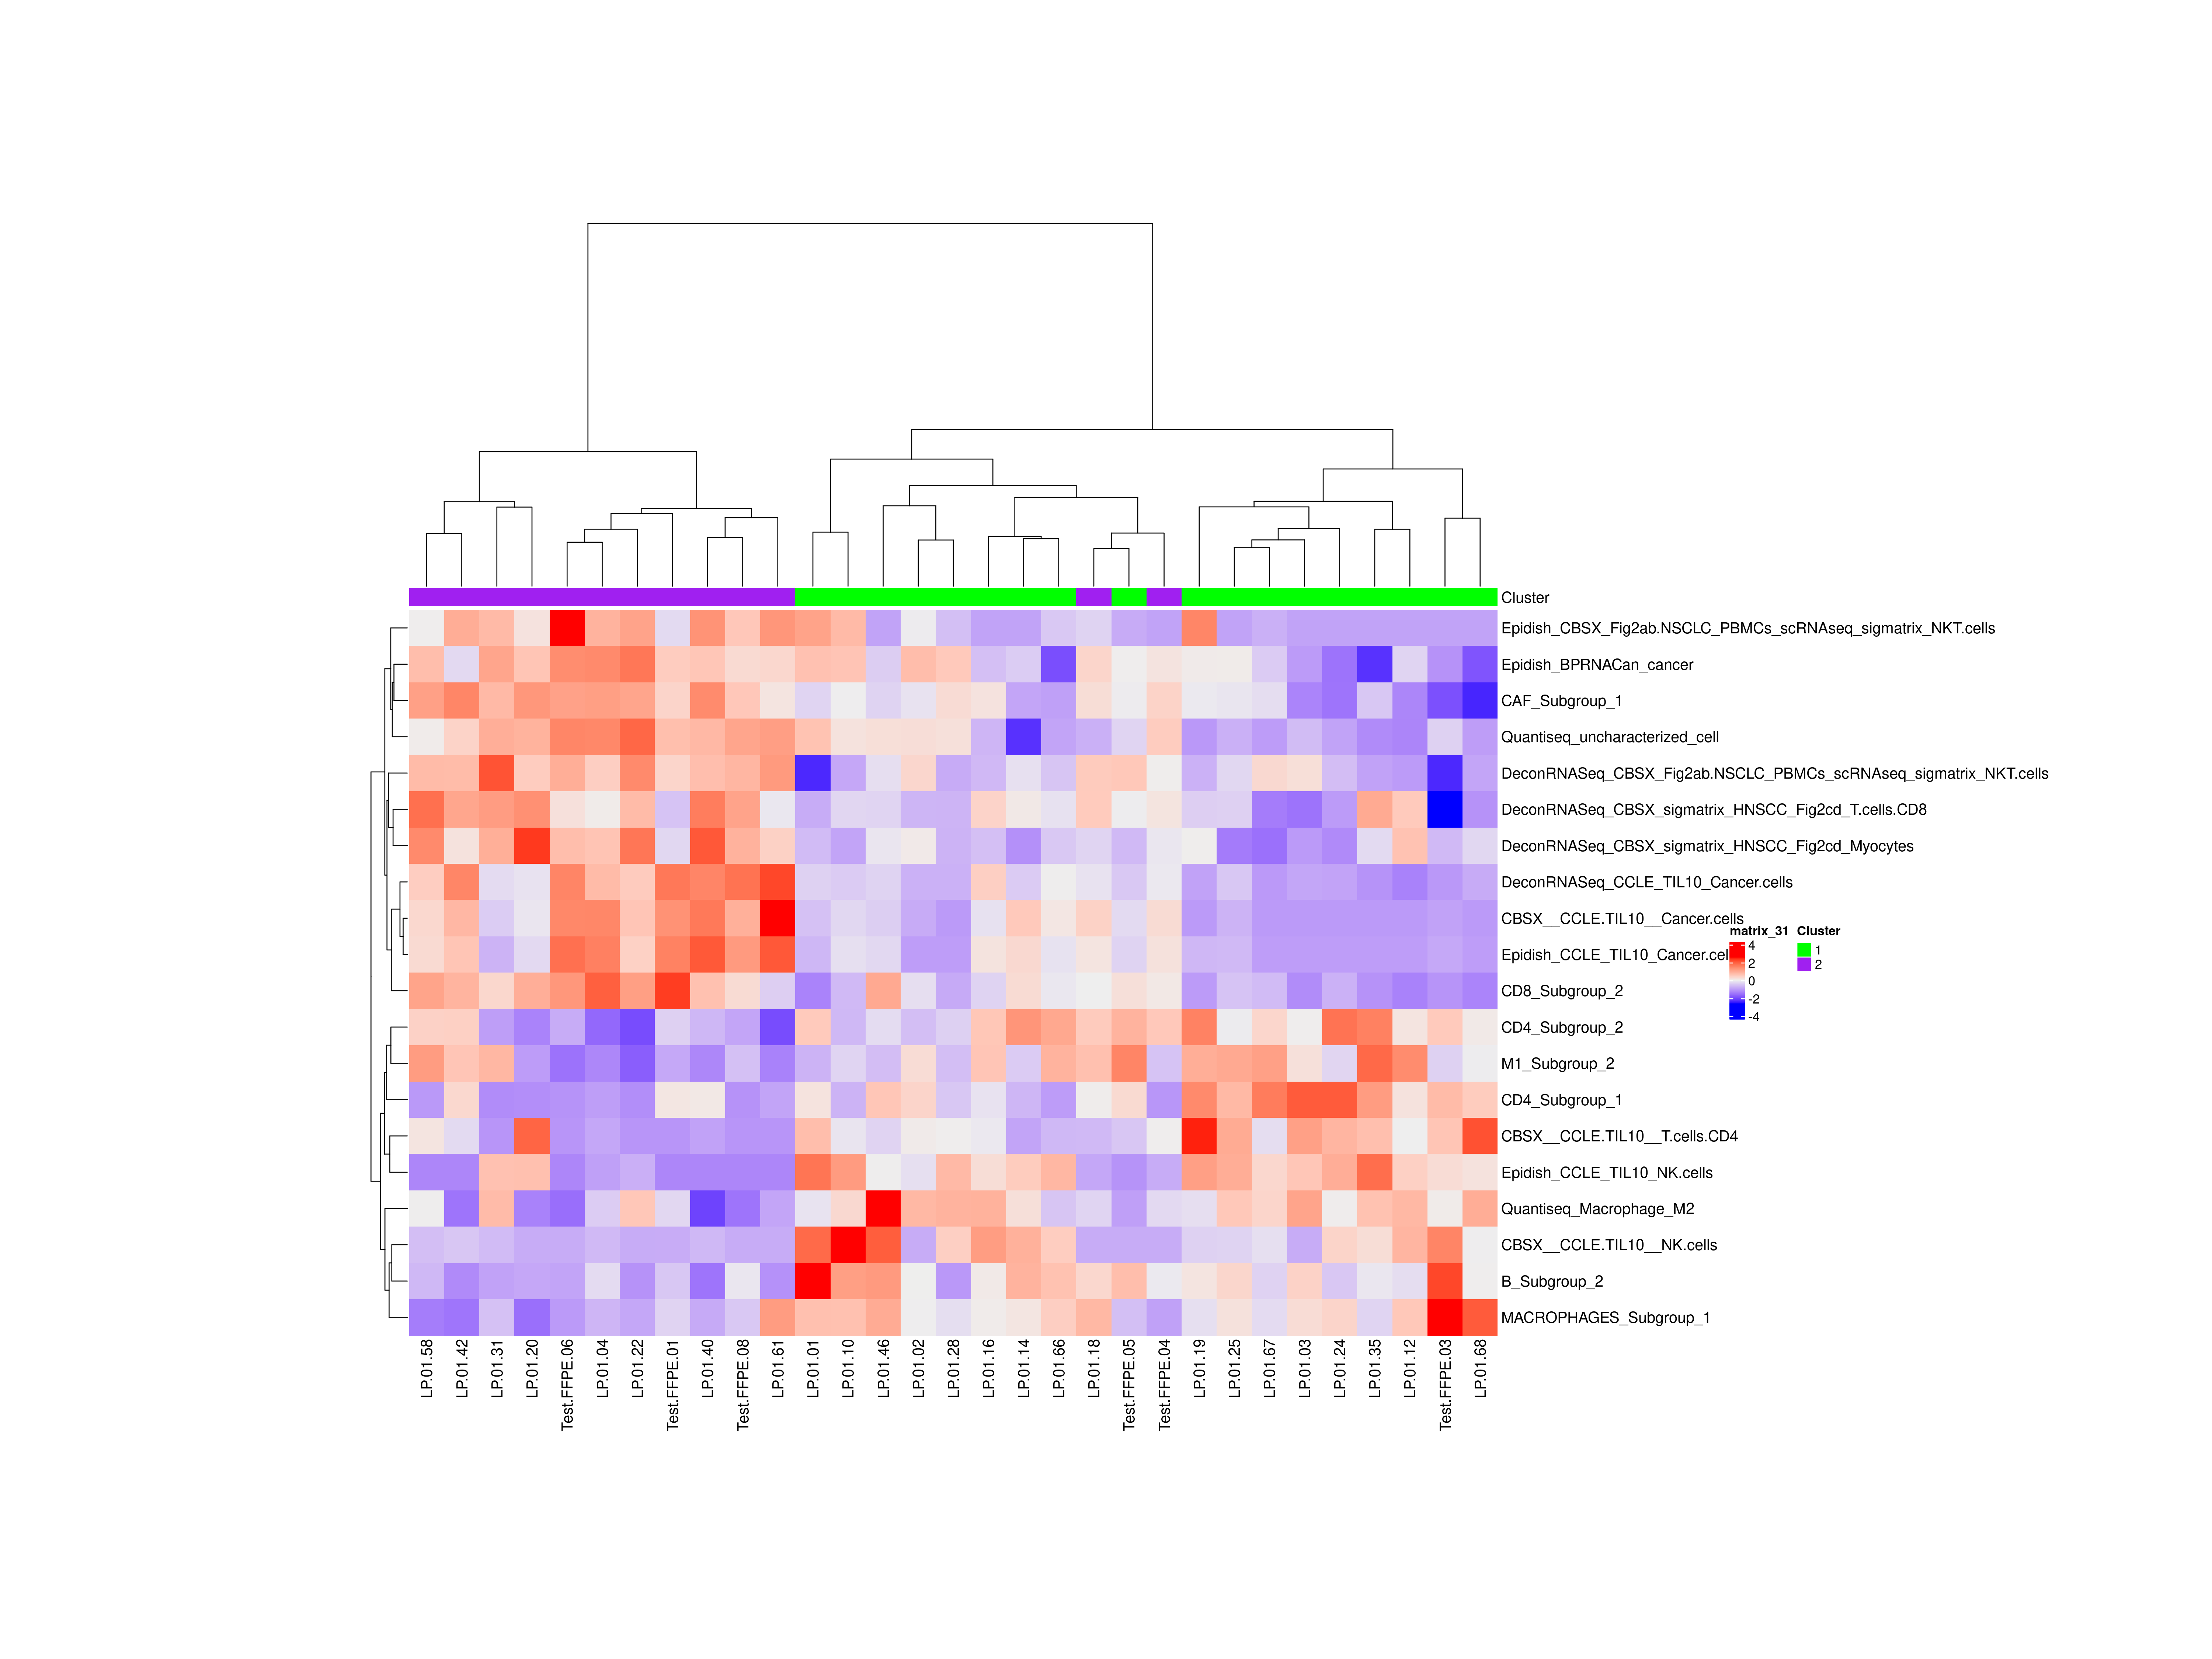 Cluster
Epidish_CBSX_Fig2ab.NSCLC_PBMCs_scRNAseq_sigmatrix_NKT.cells
Epidish_BPRNACan_cancer
CAF_Subgroup_1
Quantiseq_uncharacterized_cell
DeconRNASeq_CBSX_Fig2ab.NSCLC_PBMCs_scRNAseq_sigmatrix_NKT.cells
DeconRNASeq_CBSX_sigmatrix_HNSCC_Fig2cd_T.cells.CD8
DeconRNASeq_CBSX_sigmatrix_HNSCC_Fig2cd_Myocytes
DeconRNASeq_CCLE_TIL10_Cancer.cells
CBSX__CCLE.TIL10__Cancer.cells
Epidish_CCLE_TIL10_Cancer.cel
CD8_Subgroup_2
CD4_Subgroup_2
M1_Subgroup_2
CD4_Subgroup_1
CBSX__CCLE.TIL10__T.cells.CD4
Epidish_CCLE_TIL10_NK.cells
Quantiseq_Macrophage_M2
CBSX__CCLE.TIL10__NK.cells
B_Subgroup_2
MACROPHAGES_Subgroup_1
matrix_31
4
2
0
-2
-4
Cluster
1
2
LP.01.58
LP.01.42
LP.01.31
LP.01.20
Test.FFPE.06
LP.01.04
LP.01.22
Test.FFPE.01
LP.01.40
Test.FFPE.08
LP.01.61
LP.01.01
LP.01.10
LP.01.46
LP.01.02
LP.01.28
LP.01.16
LP.01.14
LP.01.66
LP.01.18
Test.FFPE.05
Test.FFPE.04
LP.01.19
LP.01.25
LP.01.67
LP.01.03
LP.01.24
LP.01.35
LP.01.12
Test.FFPE.03
LP.01.68